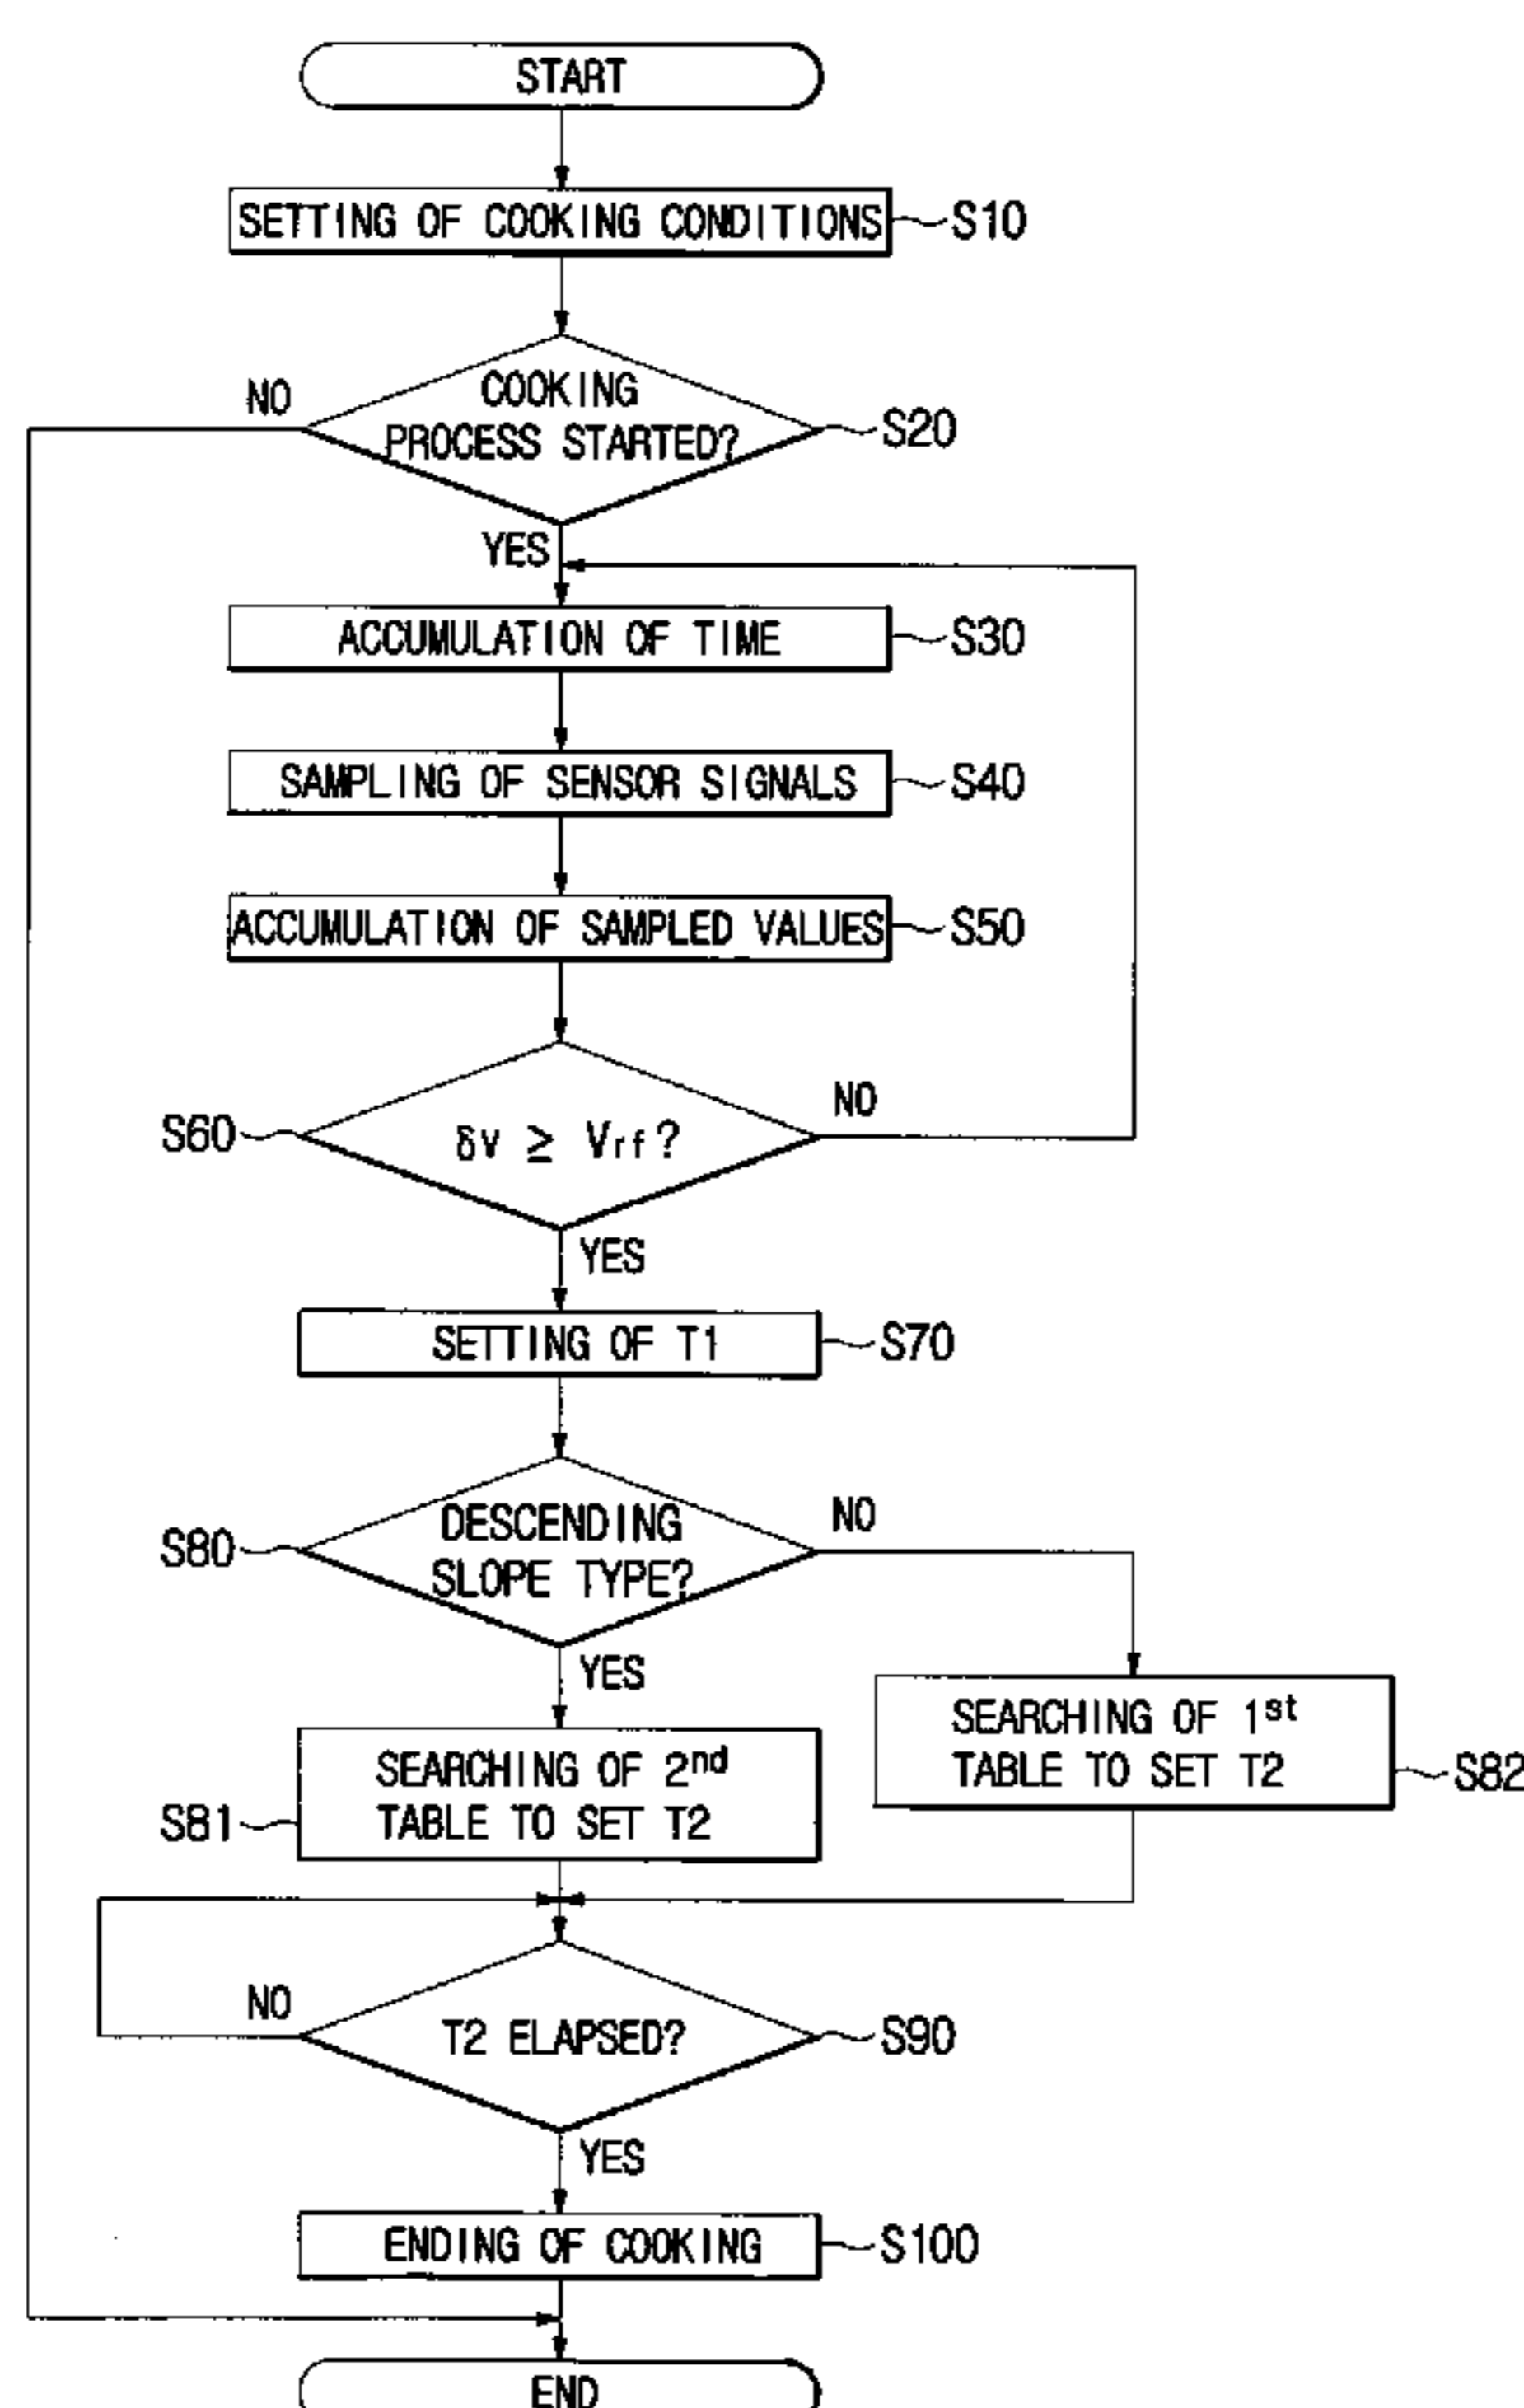 START
SETTING OF COOKING CONDITIONS
S10
COOKING
PROCESS STARTED?
NO
S20
YES
ACCUMULATION OF TIME
S30
SAMPLING OF SENSOR SIGNALS
S40
ACCUMULATION OF SAMPLED VALUES
S50
S60
δv ≥ Vrf?
NO
YES
SETTING OF T1
S70
S80
DESCENDING
SLOPE TYPE?
NO
YES
SEARCHING OF 2nd
TABLE TO SET T2
S81
SEARCHING OF 1st
TABLE TO SET T2
S82
NO
T2 ELAPSED?
S90
YES
ENDING OF COOKING
S100
END